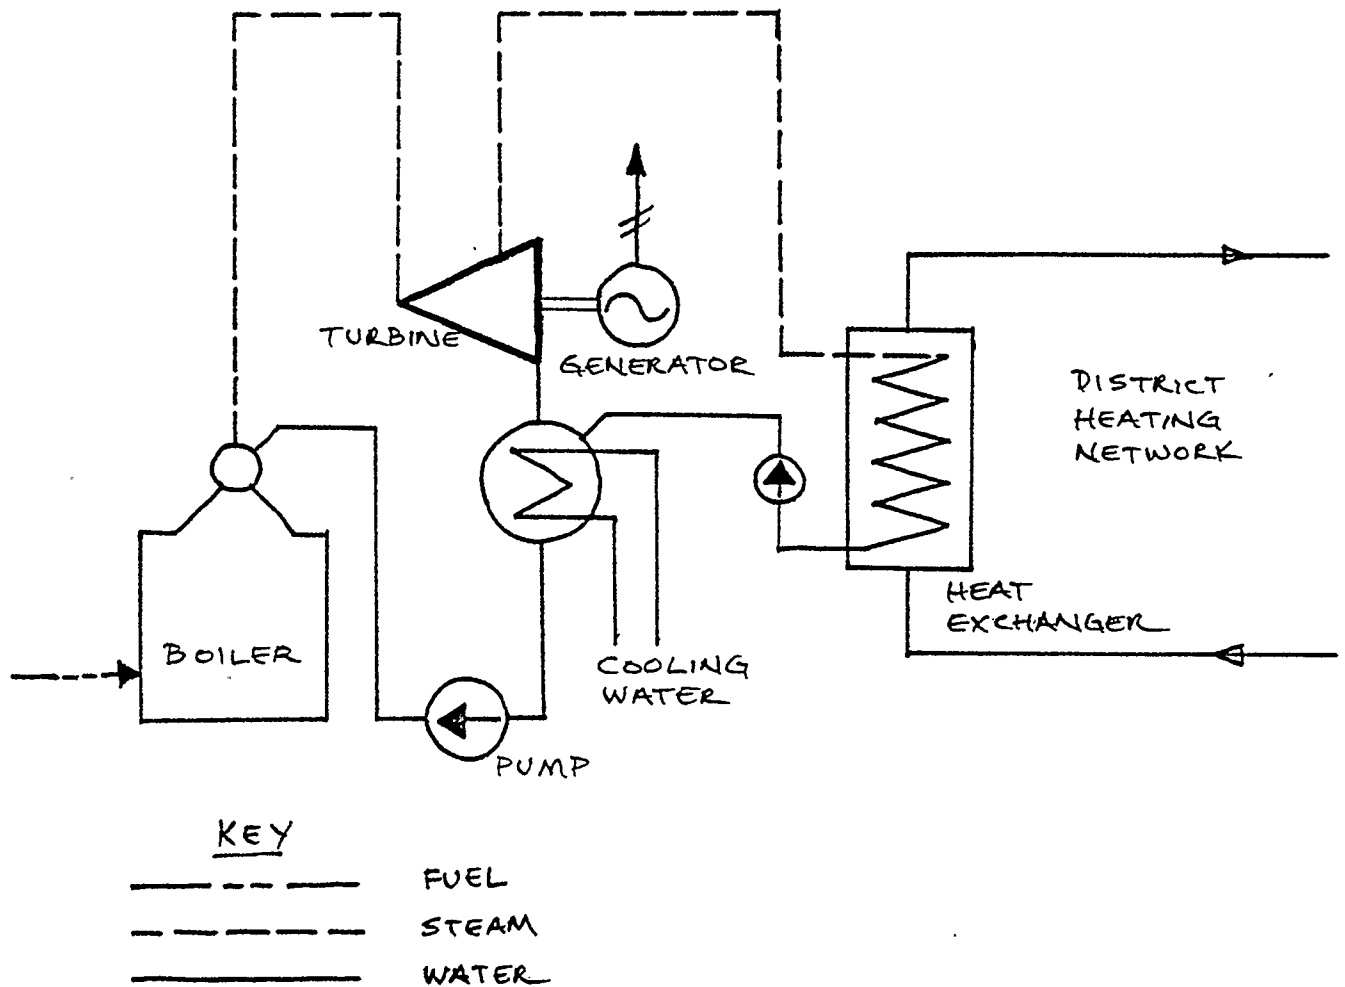 TURBINE
GENERATOR
DISTRICT
HEATING
NETWORK
HEAT
EXCHANGER
BOILER
COOLING
WATER
PUMP
KEY
FUEL
STEAM
WATER